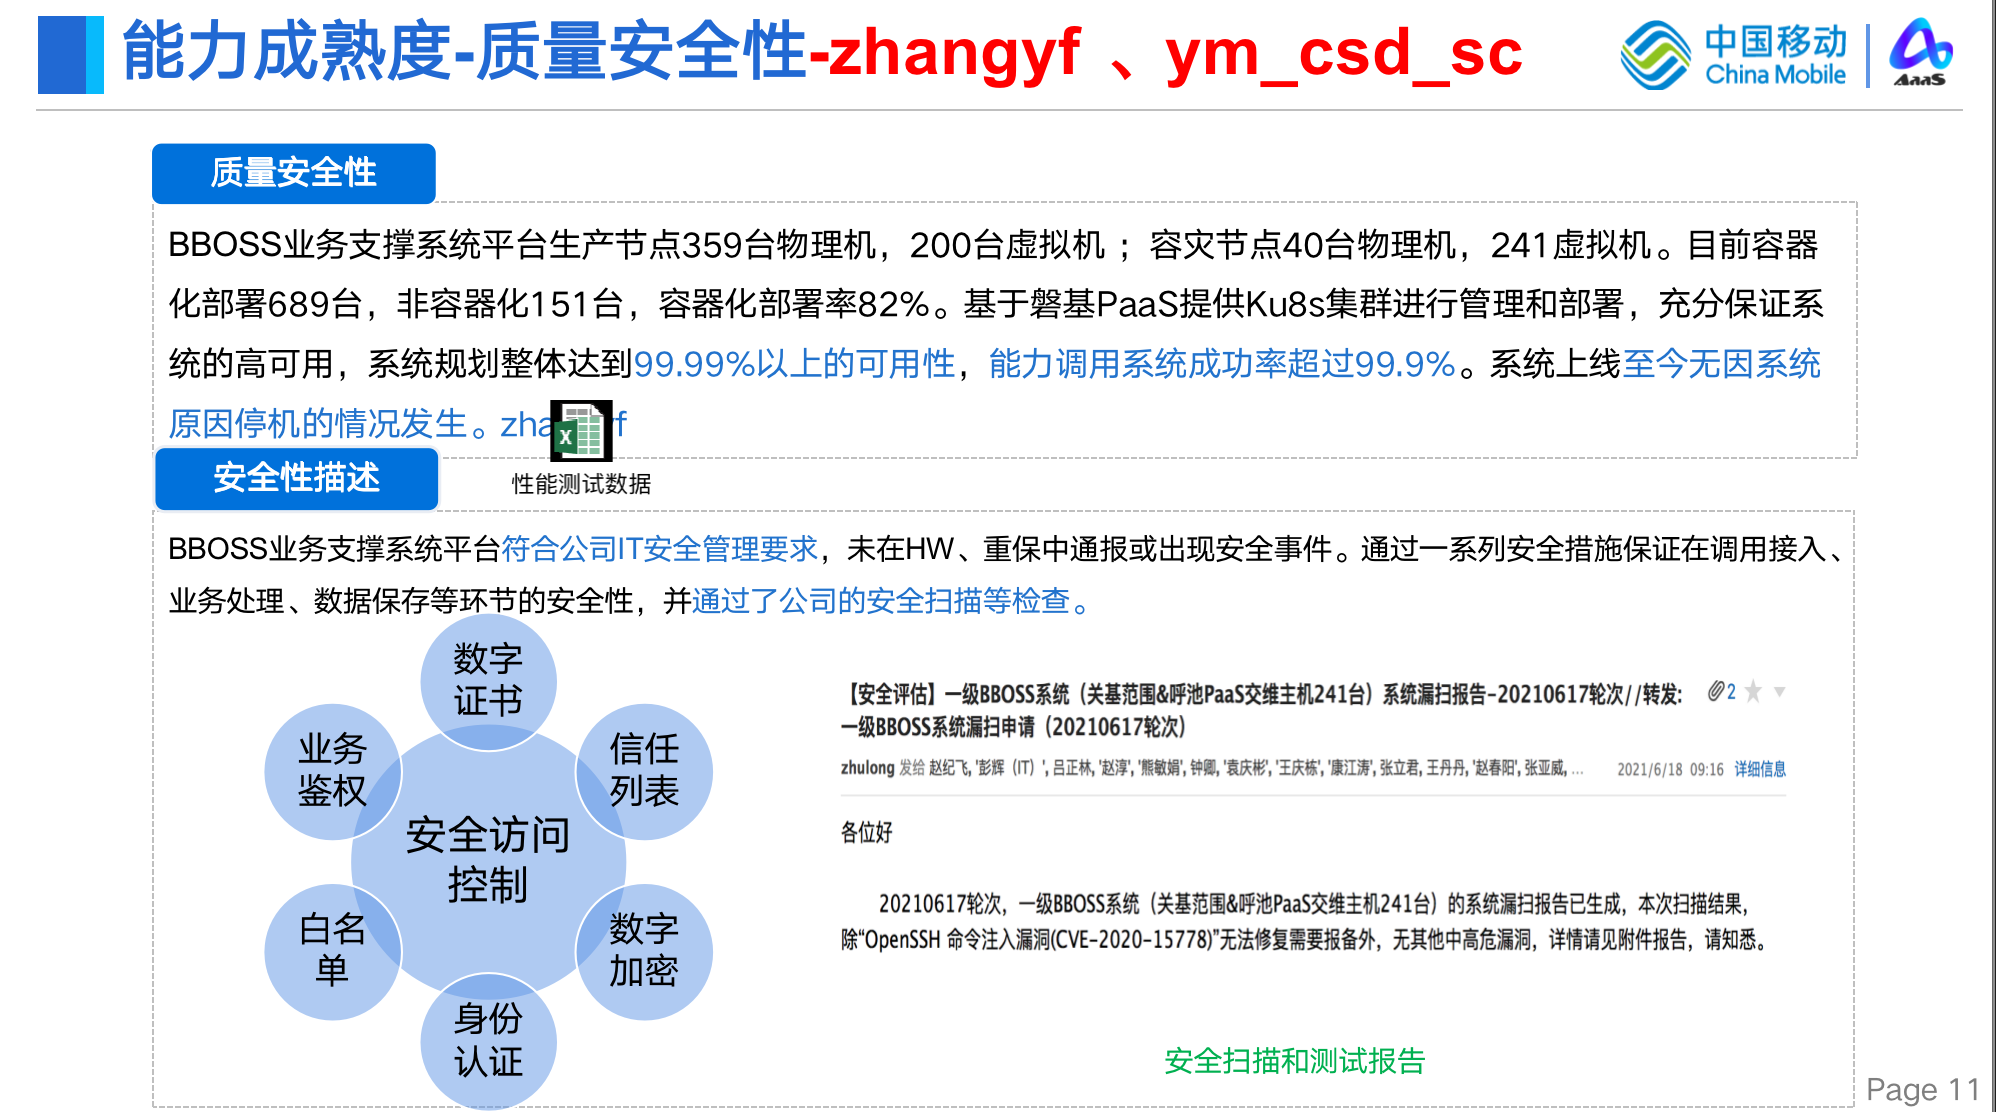 能力成熟度-质量安全性-zhangyf 、ym_csd_sc
中国移动
China Mobile
AaaS
质量安全性
BBOSS业务支撑系统平台生产节点359台物理机，200台虚拟机 ；容灾节点40台物理机，241虚拟机。目前容器
化部署689台，非容器化151台，容器化部署率82%。基于磐基PaaS提供Ku8s集群进行管理和部署，充分保证系
统的高可用，系统规划整体达到99.99%以上的可用性，能力调用系统成功率超过99.9%。系统上线至今无因系统
原因停机的情况发生。zha yf
性能测试数据
安全性描述
BBOSS业务支撑系统平台符合公司IT安全管理要求，未在HW、重保中通报或出现安全事件。通过一系列安全措施保证在调用接入、
业务处理、数据保存等环节的安全性，并通过了公司的安全扫描等检查。
数字
证书
业务
鉴权
信任
列表
安全访问
控制
白名
单
数字
加密
身份
认证
【安全评估】一级BBOSS系统（关基范围&呼池PaaS交维主机241台）系统漏扫报告-20210617轮次//转发:
2
一级BBOSS系统漏扫申请（20210617轮次）
zhulong 发给 赵纪飞, '彭辉（IT）', 吕正林, '赵淳', '熊敏娟', 钟卿, '袁庆彬', '王庆栋', '康江涛', 张立君, 王丹丹, '赵春阳', 张亚威, ...
2021/6/18 09:16 详细信息
各位好
20210617轮次，一级BBOSS系统（关基范围&呼池PaaS交维主机241台）的系统漏扫报告已生成，本次扫描结果，
除“OpenSSH 命令注入漏洞(CVE-2020-15778)”无法修复需要报备外，无其他中高危漏洞，详情请见附件报告，请知悉。
安全扫描和测试报告
Page 11